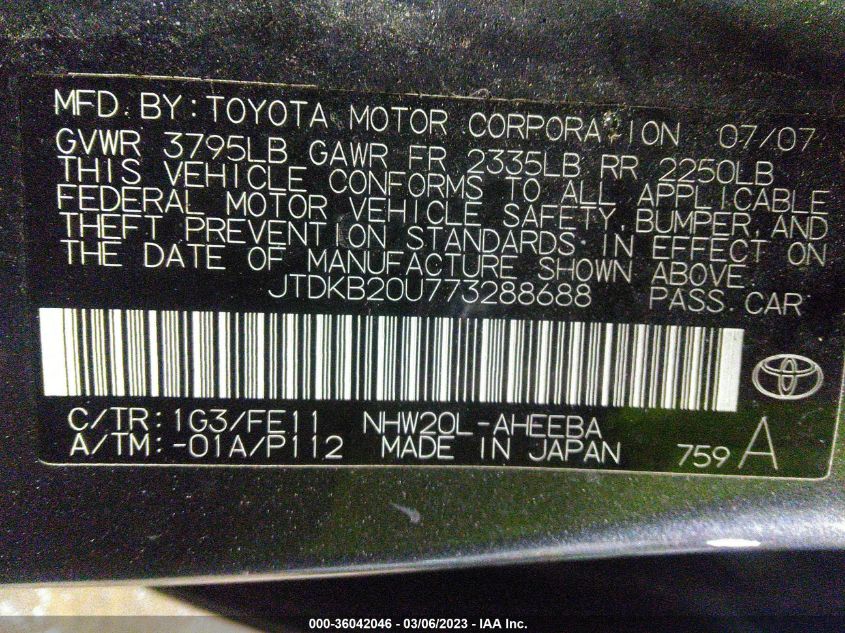 MFD. BY: TOYOTA MOTOR CORPORATION 07/07
GVWR 3795LB GAWR FR 2335LB RR 2250LB
THIS VEHICLE CONFORMS TO ALL APPLICABLE
FEDERAL MOTOR VEHICLE SAFETY, BUMPER, AND
THEFT PREVENTION STANDARDS IN EFFECT ON
THE DATE OF MANUFACTURE SHOWN ABOVE.
JTDKB20U773288688 PASS. CAR
C/TR: 1G3/FE11 NHW20L-AHEEBA
A/TM: -01A/P112 MADE IN JAPAN 759 A
000-36042046 - 03/06/2023 - IAA Inc.